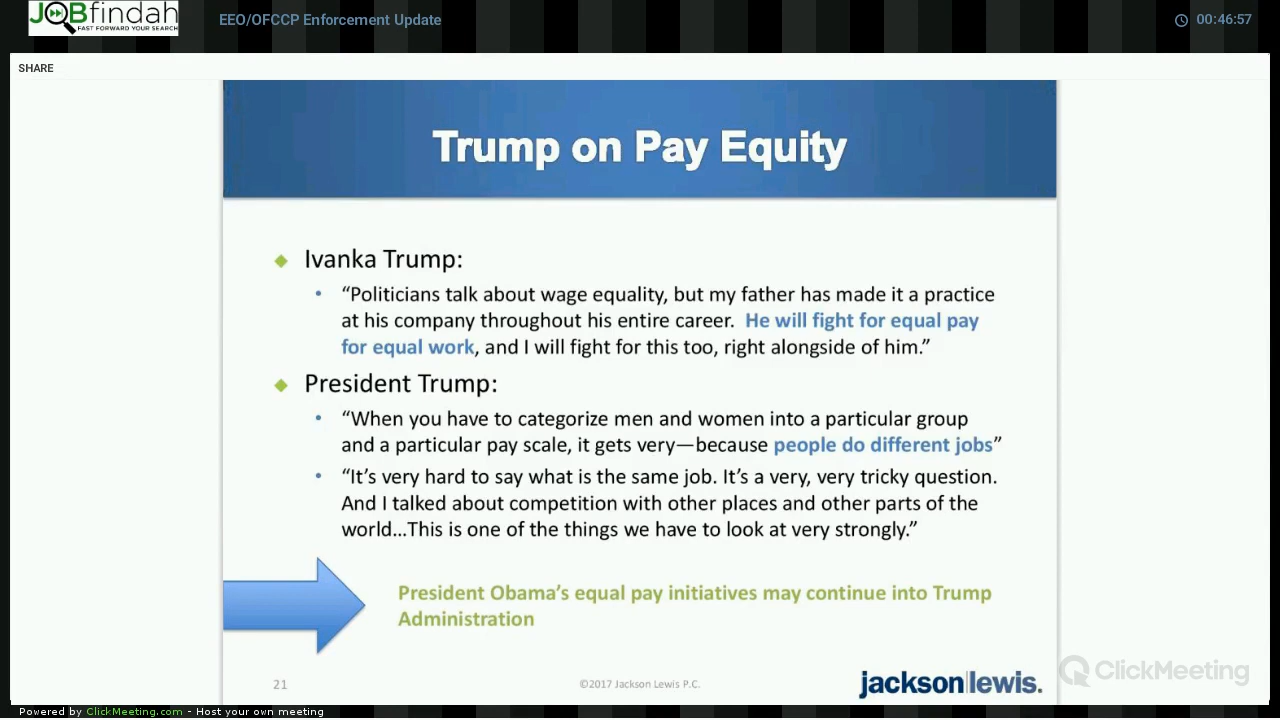 JOBfindah
FAST FORWARD YOUR SEARCH
EEO/OFCCP Enforcement Update
00:46:57
SHARE
Trump on Pay Equity
Ivanka Trump:
“Politicians talk about wage equality, but my father has made it a practice
at his company throughout his entire career. He will fight for equal pay
for equal work, and I will fight for this too, right alongside of him.”
President Trump:
“When you have to categorize men and women into a particular group
and a particular pay scale, it gets very—because people do different jobs”
“It’s very hard to say what is the same job. It’s a very, very tricky question.
And I talked about competition with other places and other parts of the
world…This is one of the things we have to look at very strongly.”
President Obama’s equal pay initiatives may continue into Trump
Administration
21
©2017 Jackson Lewis P.C.
jackson|lewis.
ClickMeeting
Powered by ClickMeeting.com - Host your own meeting